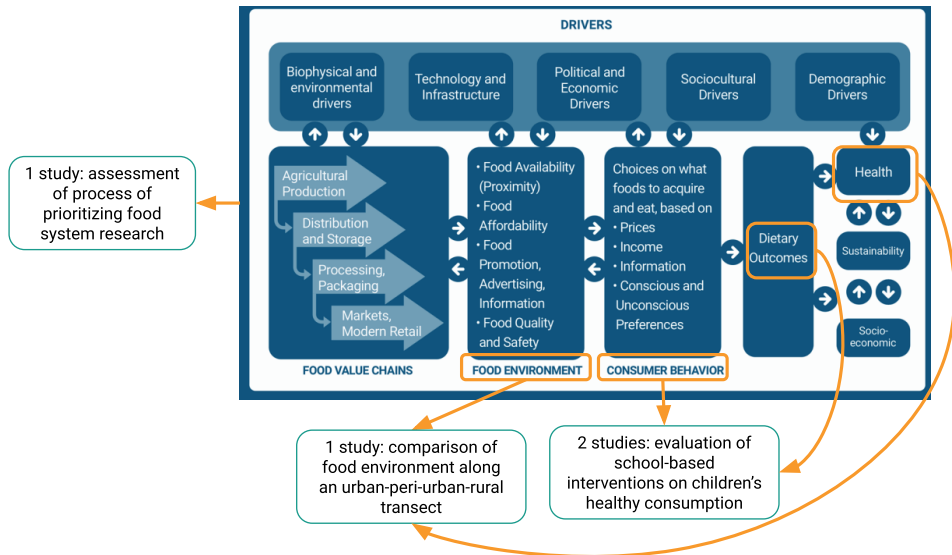 DRIVERS
Biophysical and
environmental
drivers
Technology and
Infrastructure
Political and
Economic
Drivers
Sociocultural
Drivers
Demographic
Drivers
1 study: assessment
of process of
prioritizing food
system research
Agricultural
Production
Distribution
and Storage
Processing,
Packaging
Markets,
Modern Retail
FOOD VALUE CHAINS
• Food Availability
(Proximity)
• Food
Affordability
• Food
Promotion,
Advertising,
Information
• Food Quality
and Safety
FOOD ENVIRONMENT
Choices on what
foods to acquire
and eat, based on
• Prices
• Income
• Information
• Conscious and
Unconscious
Preferences
CONSUMER BEHAVIOR
Dietary
Outcomes
Health
Sustainability
Socio-
economic
1 study: comparison of
food environment along
an urban-peri-urban-rural
transect
2 studies: evaluation of
school-based
interventions on children's
healthy consumption